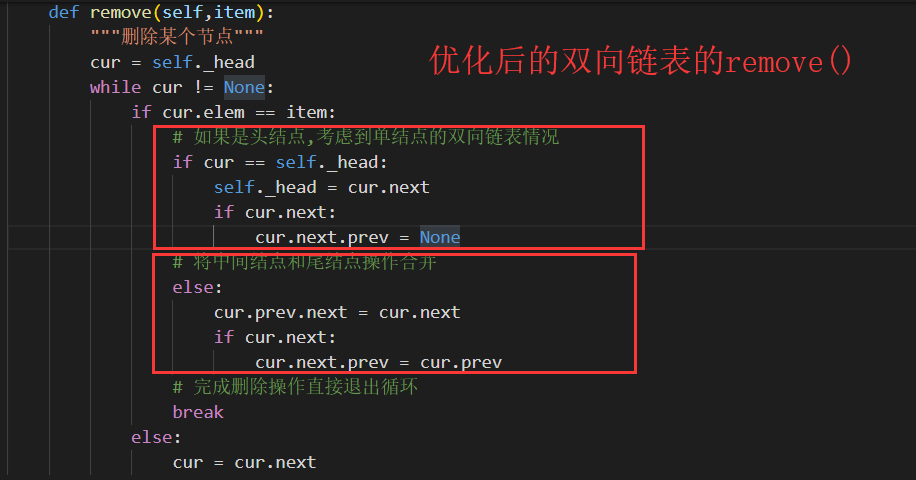 def remove(self,item):
"""删除某个节点"""
优化后的双向链表的remove()
cur = self._head
while cur != None:
if cur.elem == item:
# 如果是头结点,考虑到单结点的双向链表情况
if cur == self._head:
self._head = cur.next
if cur.next:
cur.next.prev = None
# 将中间结点和尾结点操作合并
else:
cur.prev.next = cur.next
if cur.next:
cur.next.prev = cur.prev
# 完成删除操作直接退出循环
break
else:
cur = cur.next